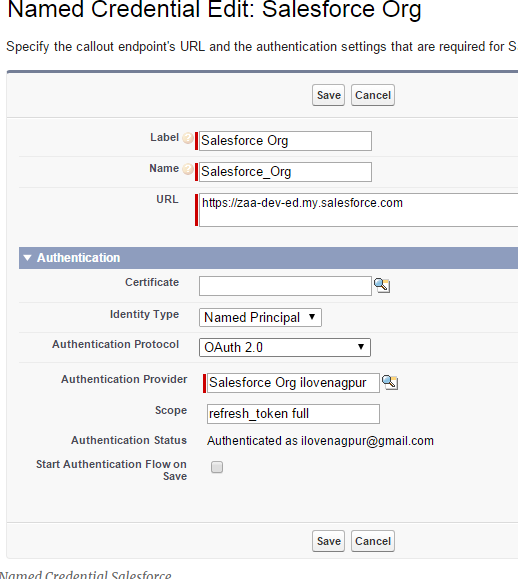 Named Credential Edit: Salesforce Org
Specify the callout endpoint's URL and the authentication settings that are required for S
Save Cancel
Label ? Salesforce Org
Name ? Salesforce_Org
URL https://zaa-dev-ed.my.salesforce.com
Authentication
Certificate
Identity Type Named Principal
Authentication Protocol OAuth 2.0
Authentication Provider Salesforce Org ilovenagpur
Scope refresh_token full
Authentication Status Authenticated as ilovenagpur@gmail.com
Start Authentication Flow on
Save
Save Cancel
Named Credential Salesforce